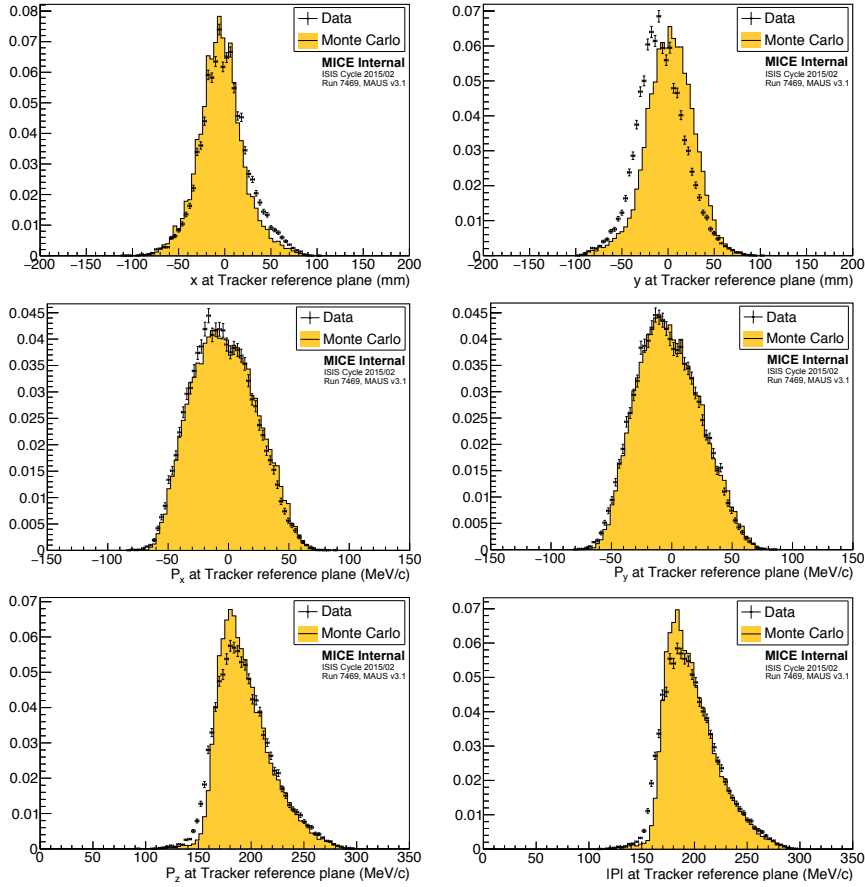 0.08
0.07
0.06
0.05
0.04
0.03
0.02
0.01
0
−200 −150 −100 −50 0 50 100 150 200
x at Tracker reference plane (mm)
Data
Monte Carlo
MICE Internal
ISIS Cycle 2015/02
Run 7469, MAUS v3.1
0.07
0.06
0.05
0.04
0.03
0.02
0.01
0
−200 −150 −100 −50 0 50 100 150 200
y at Tracker reference plane (mm)
Data
Monte Carlo
MICE Internal
ISIS Cycle 2015/02
Run 7469, MAUS v3.1
0.045
0.04
0.035
0.03
0.025
0.02
0.015
0.01
0.005
0
−150 −100 −50 0 50 100 150
Px at Tracker reference plane (MeV/c)
Data
Monte Carlo
MICE Internal
ISIS Cycle 2015/02
Run 7469, MAUS v3.1
0.045
0.04
0.035
0.03
0.025
0.02
0.015
0.01
0.005
0
−150 −100 −50 0 50 100 150
Py at Tracker reference plane (MeV/c)
Data
Monte Carlo
MICE Internal
ISIS Cycle 2015/02
Run 7469, MAUS v3.1
0.07
0.06
0.05
0.04
0.03
0.02
0.01
0
0 50 100 150 200 250 300 350
Pz at Tracker reference plane (MeV/c)
Data
Monte Carlo
MICE Internal
ISIS Cycle 2015/02
Run 7469, MAUS v3.1
0.07
0.06
0.05
0.04
0.03
0.02
0.01
0
0 50 100 150 200 250 300 350
|P| at Tracker reference plane (MeV/c)
Data
Monte Carlo
MICE Internal
ISIS Cycle 2015/02
Run 7469, MAUS v3.1